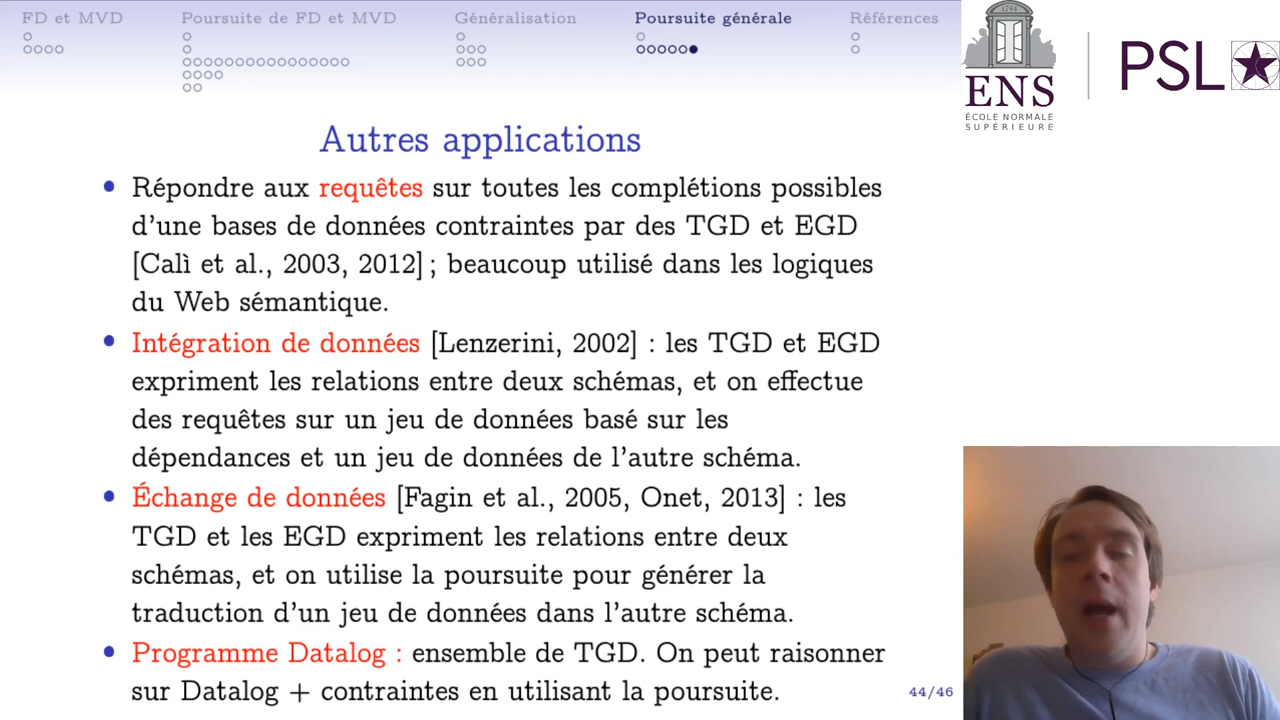 FD et MVD
Poursuite de FD et MVD
Généralisation
Poursuite générale
Références
1794
ENS
ÉCOLE NORMALE
SUPÉRIEURE
PSL
Autres applications
• Répondre aux requêtes sur toutes les complétions possibles
d'une bases de données contraintes par des TGD et EGD
[Calì et al., 2003, 2012] ; beaucoup utilisé dans les logiques
du Web sémantique.
• Intégration de données [Lenzerini, 2002] : les TGD et EGD
expriment les relations entre deux schémas, et on effectue
des requêtes sur un jeu de données basé sur les
dépendances et un jeu de données de l'autre schéma.
• Échange de données [Fagin et al., 2005, Onet, 2013] : les
TGD et les EGD expriment les relations entre deux
schémas, et on utilise la poursuite pour générer la
traduction d'un jeu de données dans l'autre schéma.
• Programme Datalog : ensemble de TGD. On peut raisonner
sur Datalog + contraintes en utilisant la poursuite.
44/46